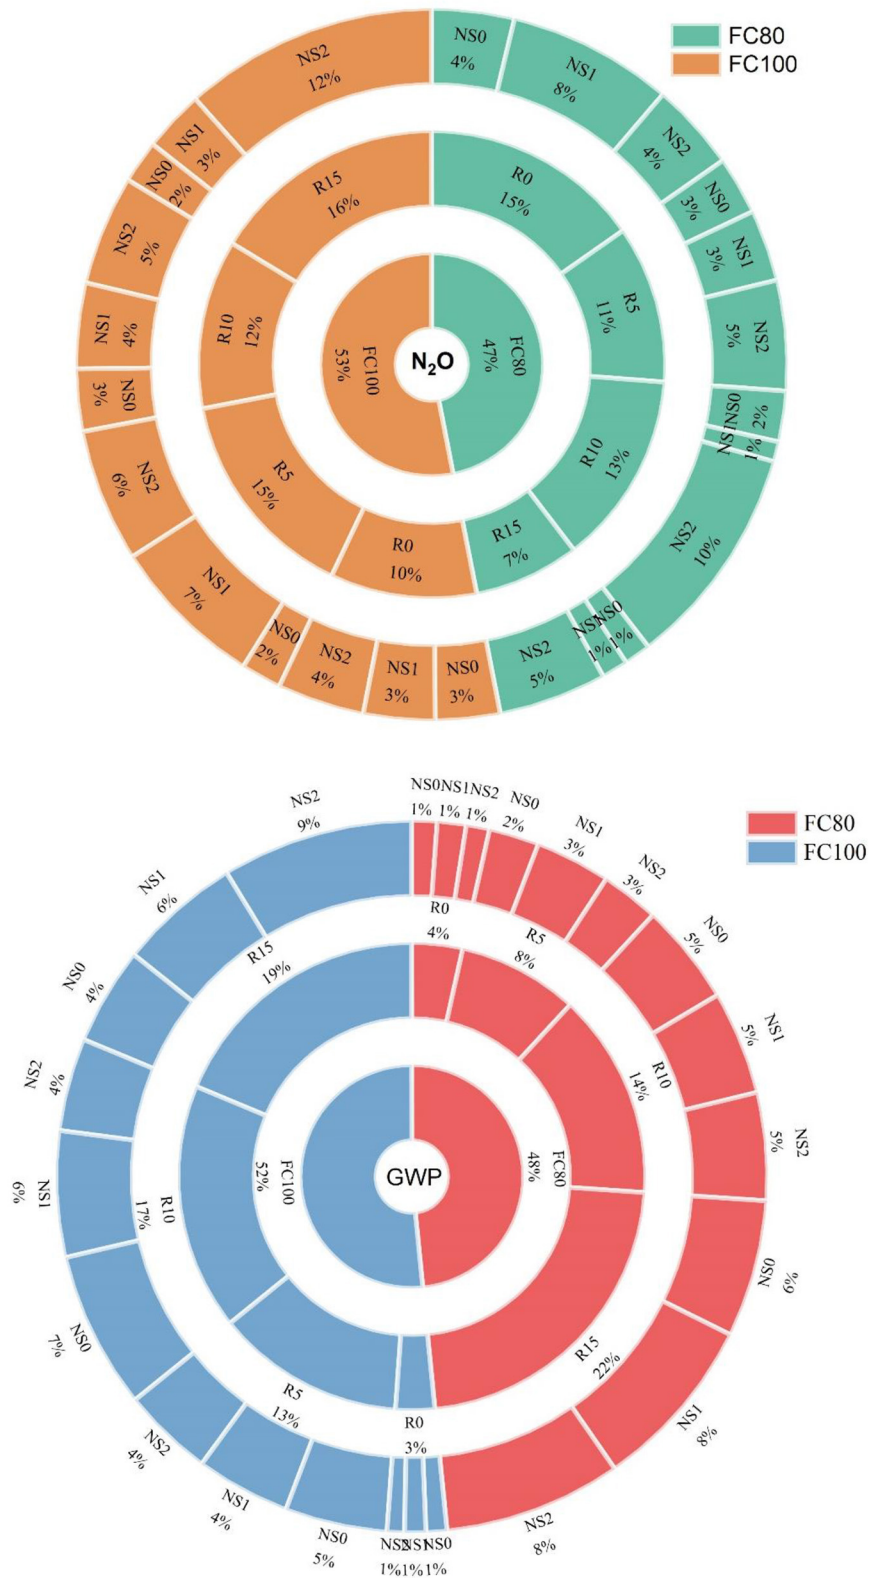 FC80
FC100
N₂O
FC80
47%
FC100
53%
R0
15%
R5
11%
R10
13%
R15
7%
R0
10%
R5
15%
R10
12%
R15
16%
NS0
4%
NS1
8%
NS2
4%
NS0
3%
NS1
3%
NS2
5%
NS0
2%
NS1
1%
NS2
10%
NS0
1%
NS1
1%
NS2
5%
NS0
3%
NS1
3%
NS2
4%
NS0
2%
NS1
7%
NS2
6%
NS0
3%
NS1
4%
NS2
5%
NS0
2%
NS1
3%
NS2
12%
FC80
FC100
GWP
FC80
48%
FC100
52%
R0
4%
R5
8%
R10
14%
R15
22%
R0
3%
R5
13%
R10
17%
R15
19%
NS0
1%
NS1
1%
NS2
1%
NS0
2%
NS1
3%
NS2
3%
NS0
5%
NS1
5%
NS2
5%
NS0
6%
NS1
8%
NS2
8%
NS0
1%
NS1
1%
NS2
1%
NS0
5%
NS1
4%
NS2
4%
NS0
7%
NS1
6%
NS2
4%
NS0
4%
NS1
6%
NS2
9%